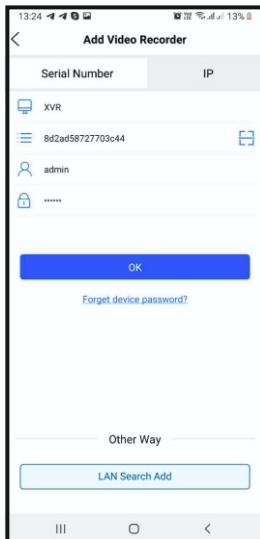 13:24 13%
Add Video Recorder
Serial Number IP
XVR
8d2ad58727703c44
admin
······
OK
Forget device password?
Other Way
LAN Search Add